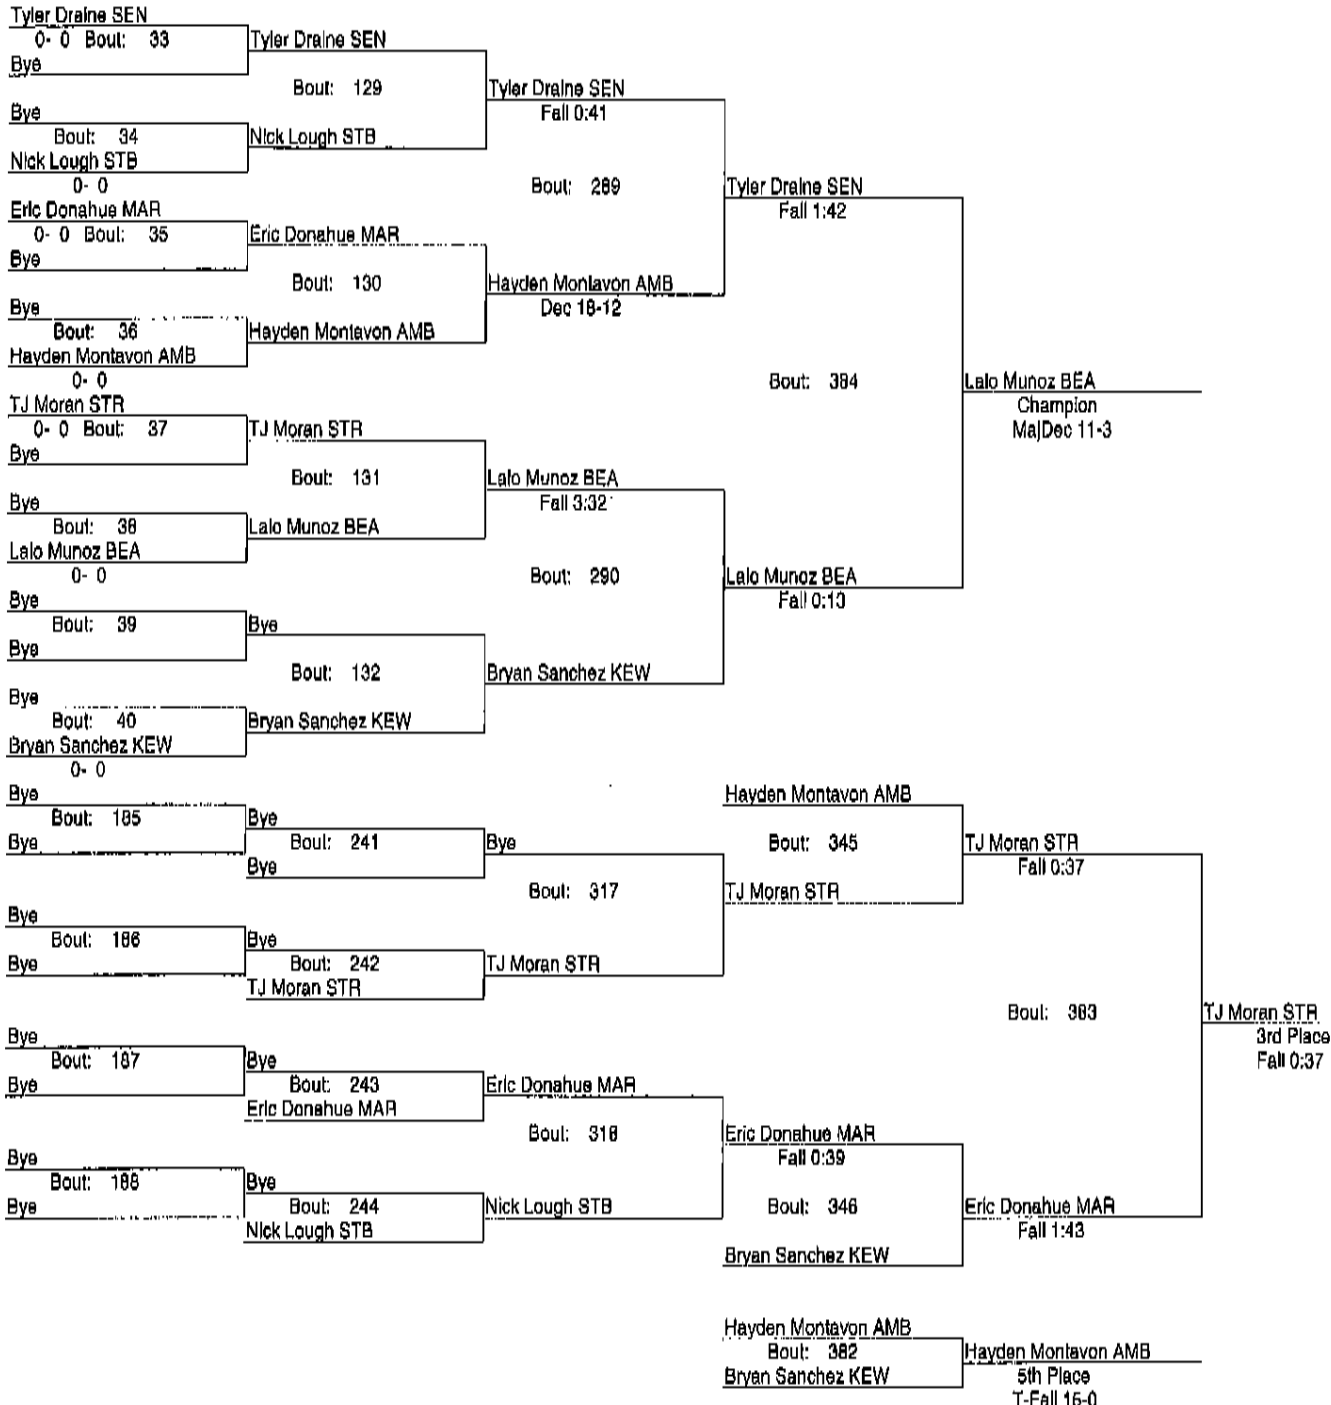 Tyler Draine SEN
0- 0 Bout: 33
Tyler Draine SEN
Bye
Bout: 129
Tyler Draine SEN
Fall 0:41
Bye
Bout: 34
Nick Lough STB
Nick Lough STB
0- 0
Bout: 289
Tyler Draine SEN
Fall 1:42
Eric Donahue MAR
0- 0 Bout: 35
Eric Donahue MAR
Bye
Bout: 130
Hayden Montavon AMB
Dec 18-12
Bye
Bout: 36
Hayden Montavon AMB
Hayden Montavon AMB
0- 0
Bout: 384
Lalo Munoz BEA
Champion
MajDec 11-3
TJ Moran STR
0- 0 Bout: 37
TJ Moran STR
Bye
Bout: 131
Lalo Munoz BEA
Fall 3:32
Bye
Bout: 38
Lalo Munoz BEA
Lalo Munoz BEA
0- 0
Bout: 290
Lalo Munoz BEA
Fall 0:13
Bye
Bout: 39
Bye
Bye
Bout: 132
Bryan Sanchez KEW
Bye
Bout: 40
Bryan Sanchez KEW
Bryan Sanchez KEW
0- 0
Bye
Bout: 185
Bye
Bye
Bout: 241
Bye
Bye
Hayden Montavon AMB
Bout: 345
TJ Moran STR
Fall 0:37
Bout: 317
TJ Moran STR
Bye
Bout: 186
Bye
Bye
Bout: 242
TJ Moran STR
TJ Moran STR
Bout: 383
TJ Moran STR
3rd Place
Fall 0:37
Bye
Bout: 187
Bye
Bye
Bout: 243
Eric Donahue MAR
Eric Donahue MAR
Bout: 318
Eric Donahue MAR
Fall 0:39
Bye
Bout: 188
Bye
Bye
Bout: 244
Nick Lough STB
Nick Lough STB
Bout: 346
Eric Donahue MAR
Fall 1:43
Bryan Sanchez KEW
Hayden Montavon AMB
Bout: 382
Hayden Montavon AMB
Bryan Sanchez KEW
5th Place
T-Fall 15-0